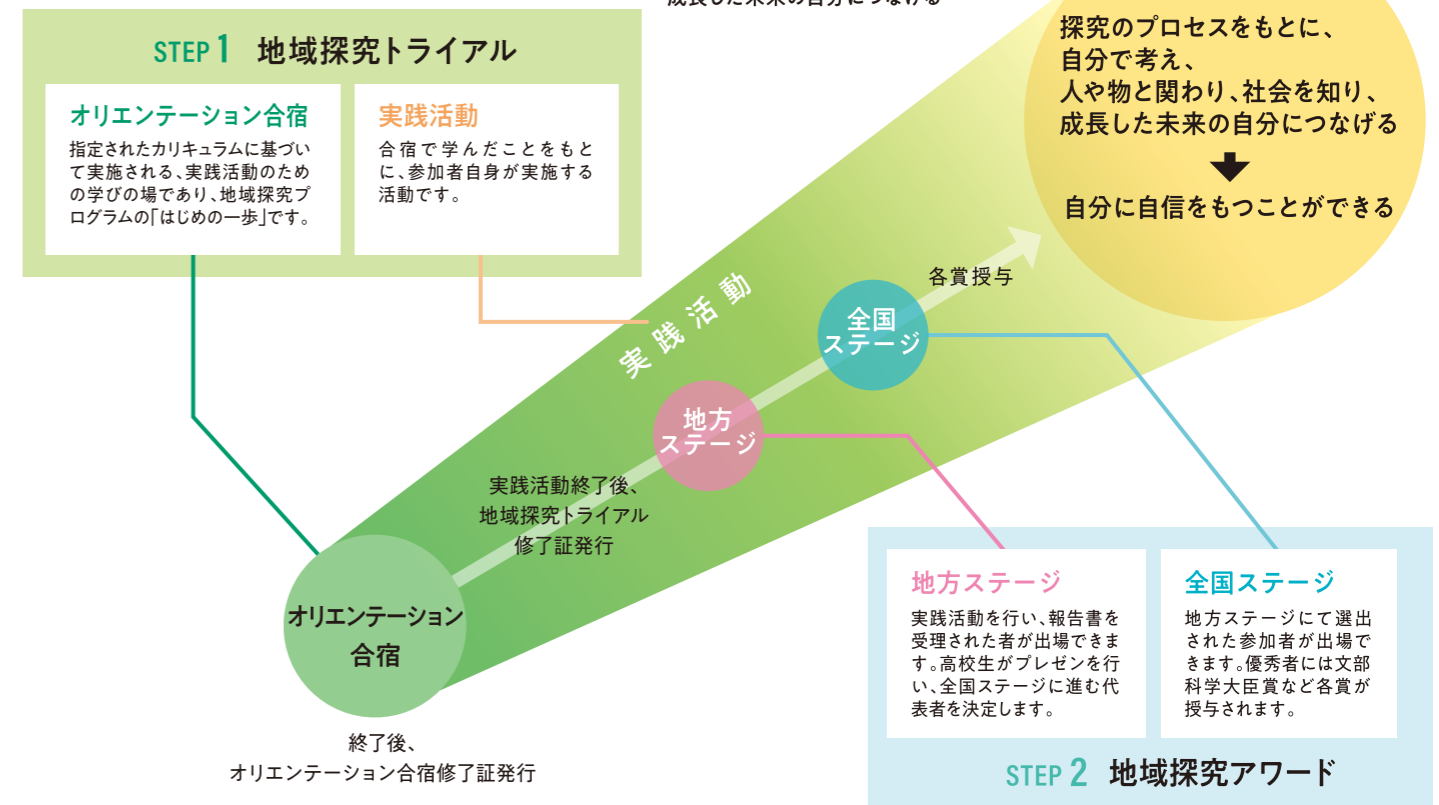 成長した未来の自分につなげる
STEP 1 地域探究トライアル
オリエンテーション合宿
指定されたカリキュラムに基づい
て実施される、実践活動のため
の学びの場であり、地域探究プ
ログラムの「はじめの一歩」です。
実践活動
合宿で学んだことをもと
に、参加者自身が実施する
活動です。
探究のプロセスをもとに、
自分で考え、
人や物と関わり、社会を知り、
成長した未来の自分につなげる
自分に自信をもつことができる
各賞授与
実践活動
全国
ステージ
地方
ステージ
実践活動終了後、
地域探究トライアル
修了証発行
オリエンテーション
合宿
終了後、
オリエンテーション合宿修了証発行
地方ステージ
実践活動を行い、報告書を
受理された者が出場できま
す。高校生がプレゼンを行
い、全国ステージに進む代
表者を決定します。
全国ステージ
地方ステージにて選出
された参加者が出場で
きます。優秀者には文部
科学大臣賞など各賞が
授与されます。
STEP 2 地域探究アワード